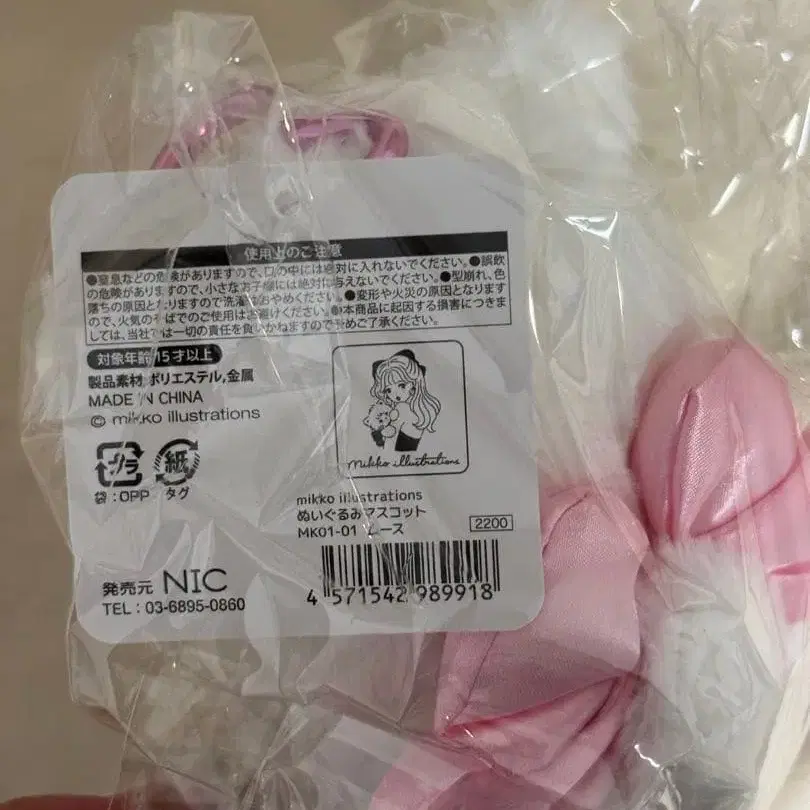 使用上のご注意
●窒息などの危険がありますので、口の中には絶対に入れないでください。●誤飲
の危険がありますので、小さなお子様には絶対に与えないでください。●型崩れ、色
落ちの原因となりますので洗濯はおやめください。●変形や火災の原因となります
ので、火気のそばでのご使用はお避けください。●本商品に起因する損害につきま
しては、当社では一切の責任を負いかねますので予めご了承ください。
対象年齢15才以上
製品素材 ポリエステル,金属
MADE IN CHINA
© mikko illustrations
mikko illustrations
プラ 紙
袋:OPP タグ
mikko illustrations
ぬいぐるみマスコット
MK01-01
2200
発売元 NIC
TEL:03-6895-0860
4 571542 989918